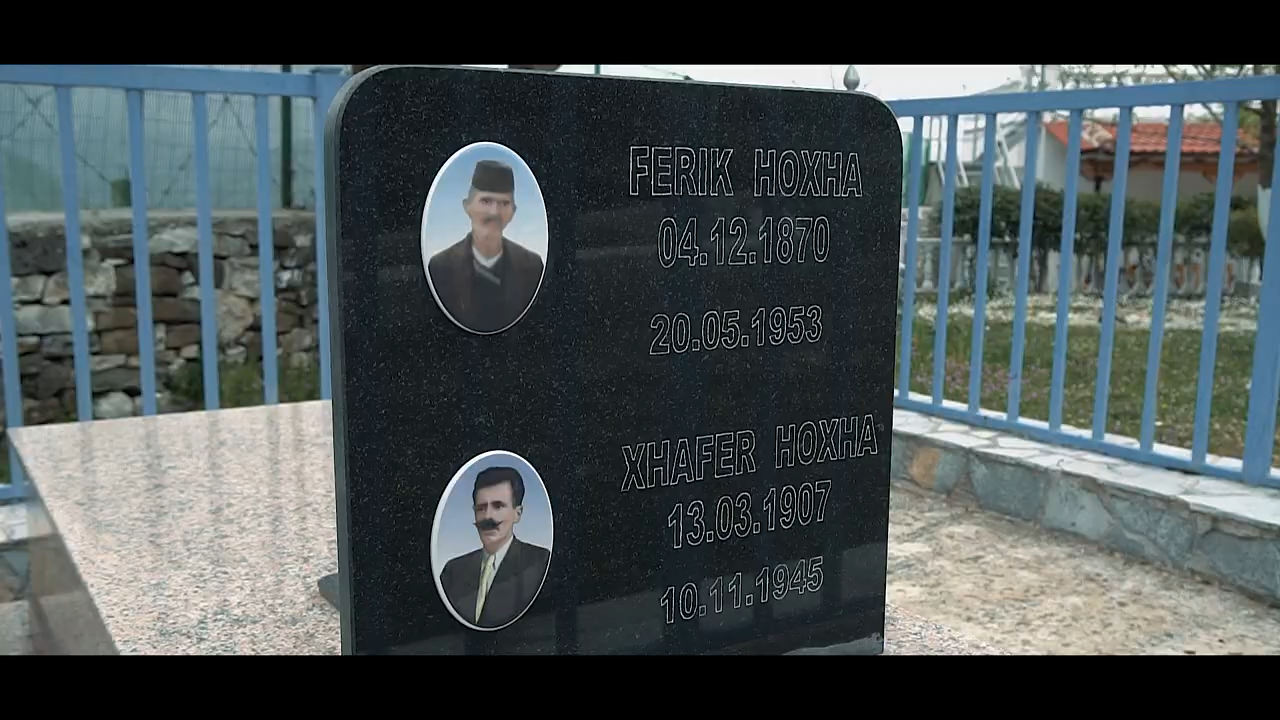 FERIK HOXHA
04.12.1870
20.05.1953
XHAFER HOXHA
13.03.1907
10.11.1945